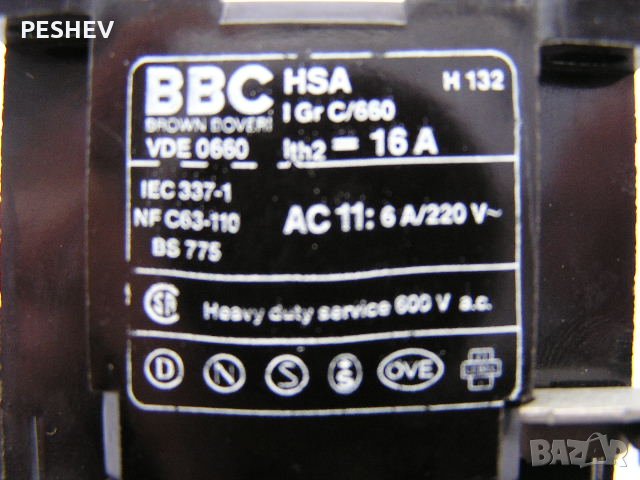 PESHEV
BBC HSA H 132
BROWN BOVERI I Gr C/660
VDE 0660 Ith2 = 16 A
IEC 337-1
NF C63-110 AC 11: 6 A/220 V~
BS 775
Heavy duty service 600 V a.c.
D N S S ÖVE
BAZAR